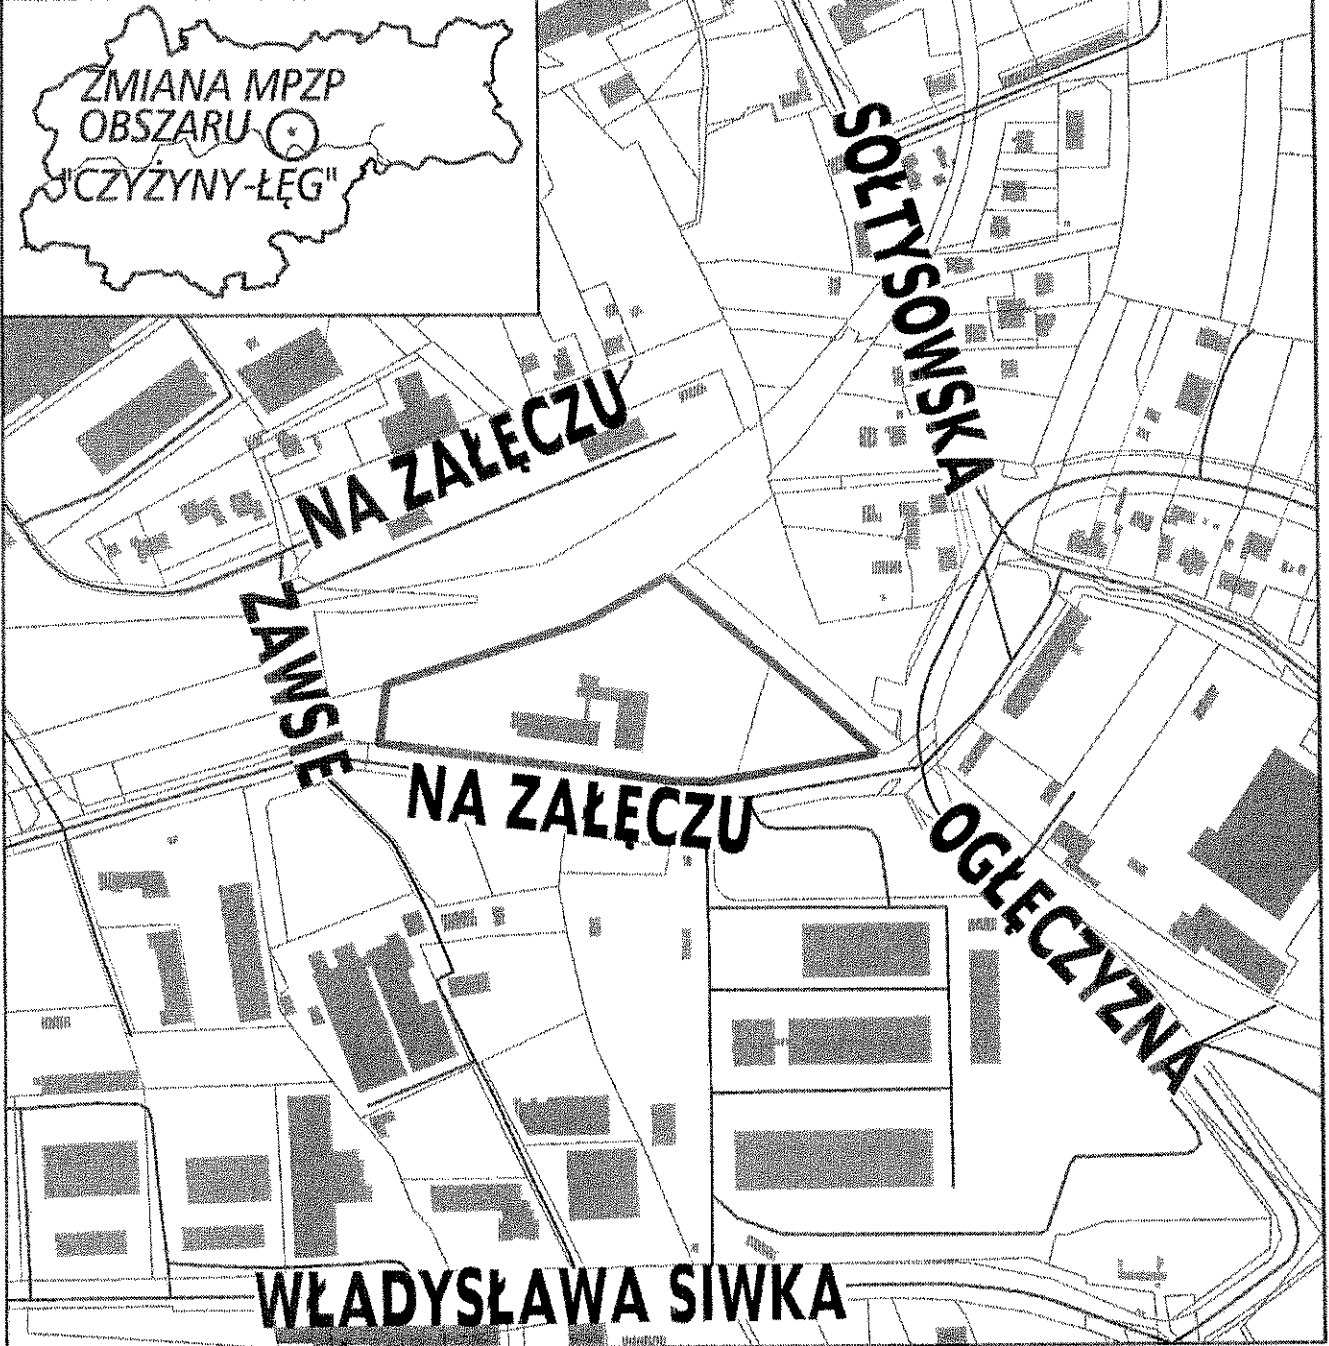 ZMIANA MPZP
OBSZARU
"CZYŻYNY-ŁĘG"
SOŁTYSOWSKA
NA ZAŁĘCZU
ZAWSIE
NA ZAŁĘCZU
OGŁĘCZYZNA
WŁADYSŁAWA SIWKA